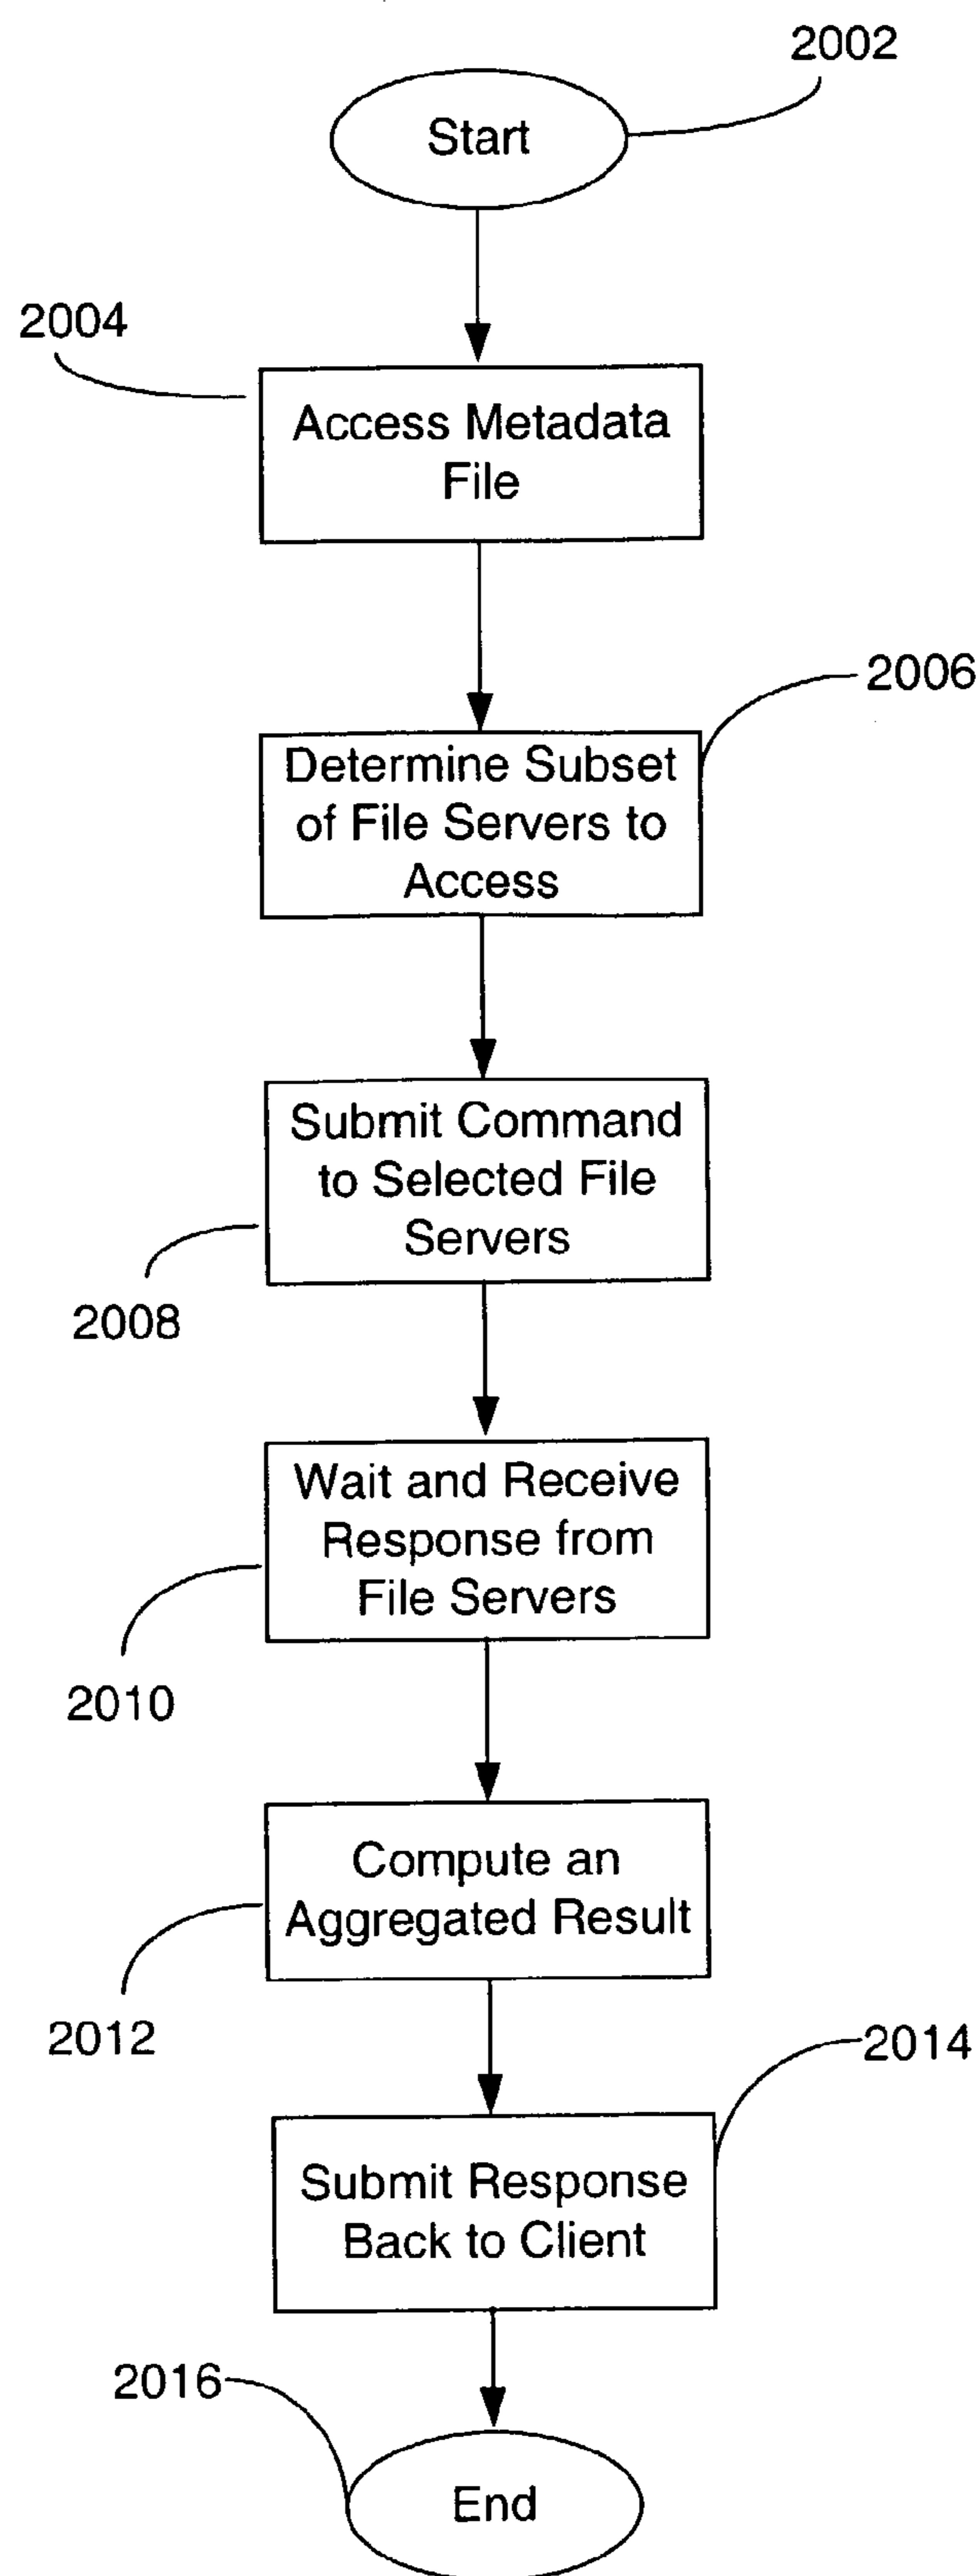 2002
Start
2004
Access Metadata
File
2006
Determine Subset
of File Servers to
Access
Submit Command
to Selected File
Servers
2008
Wait and Receive
Response from
File Servers
2010
Compute an
Aggregated Result
2012
2014
Submit Response
Back to Client
2016
End